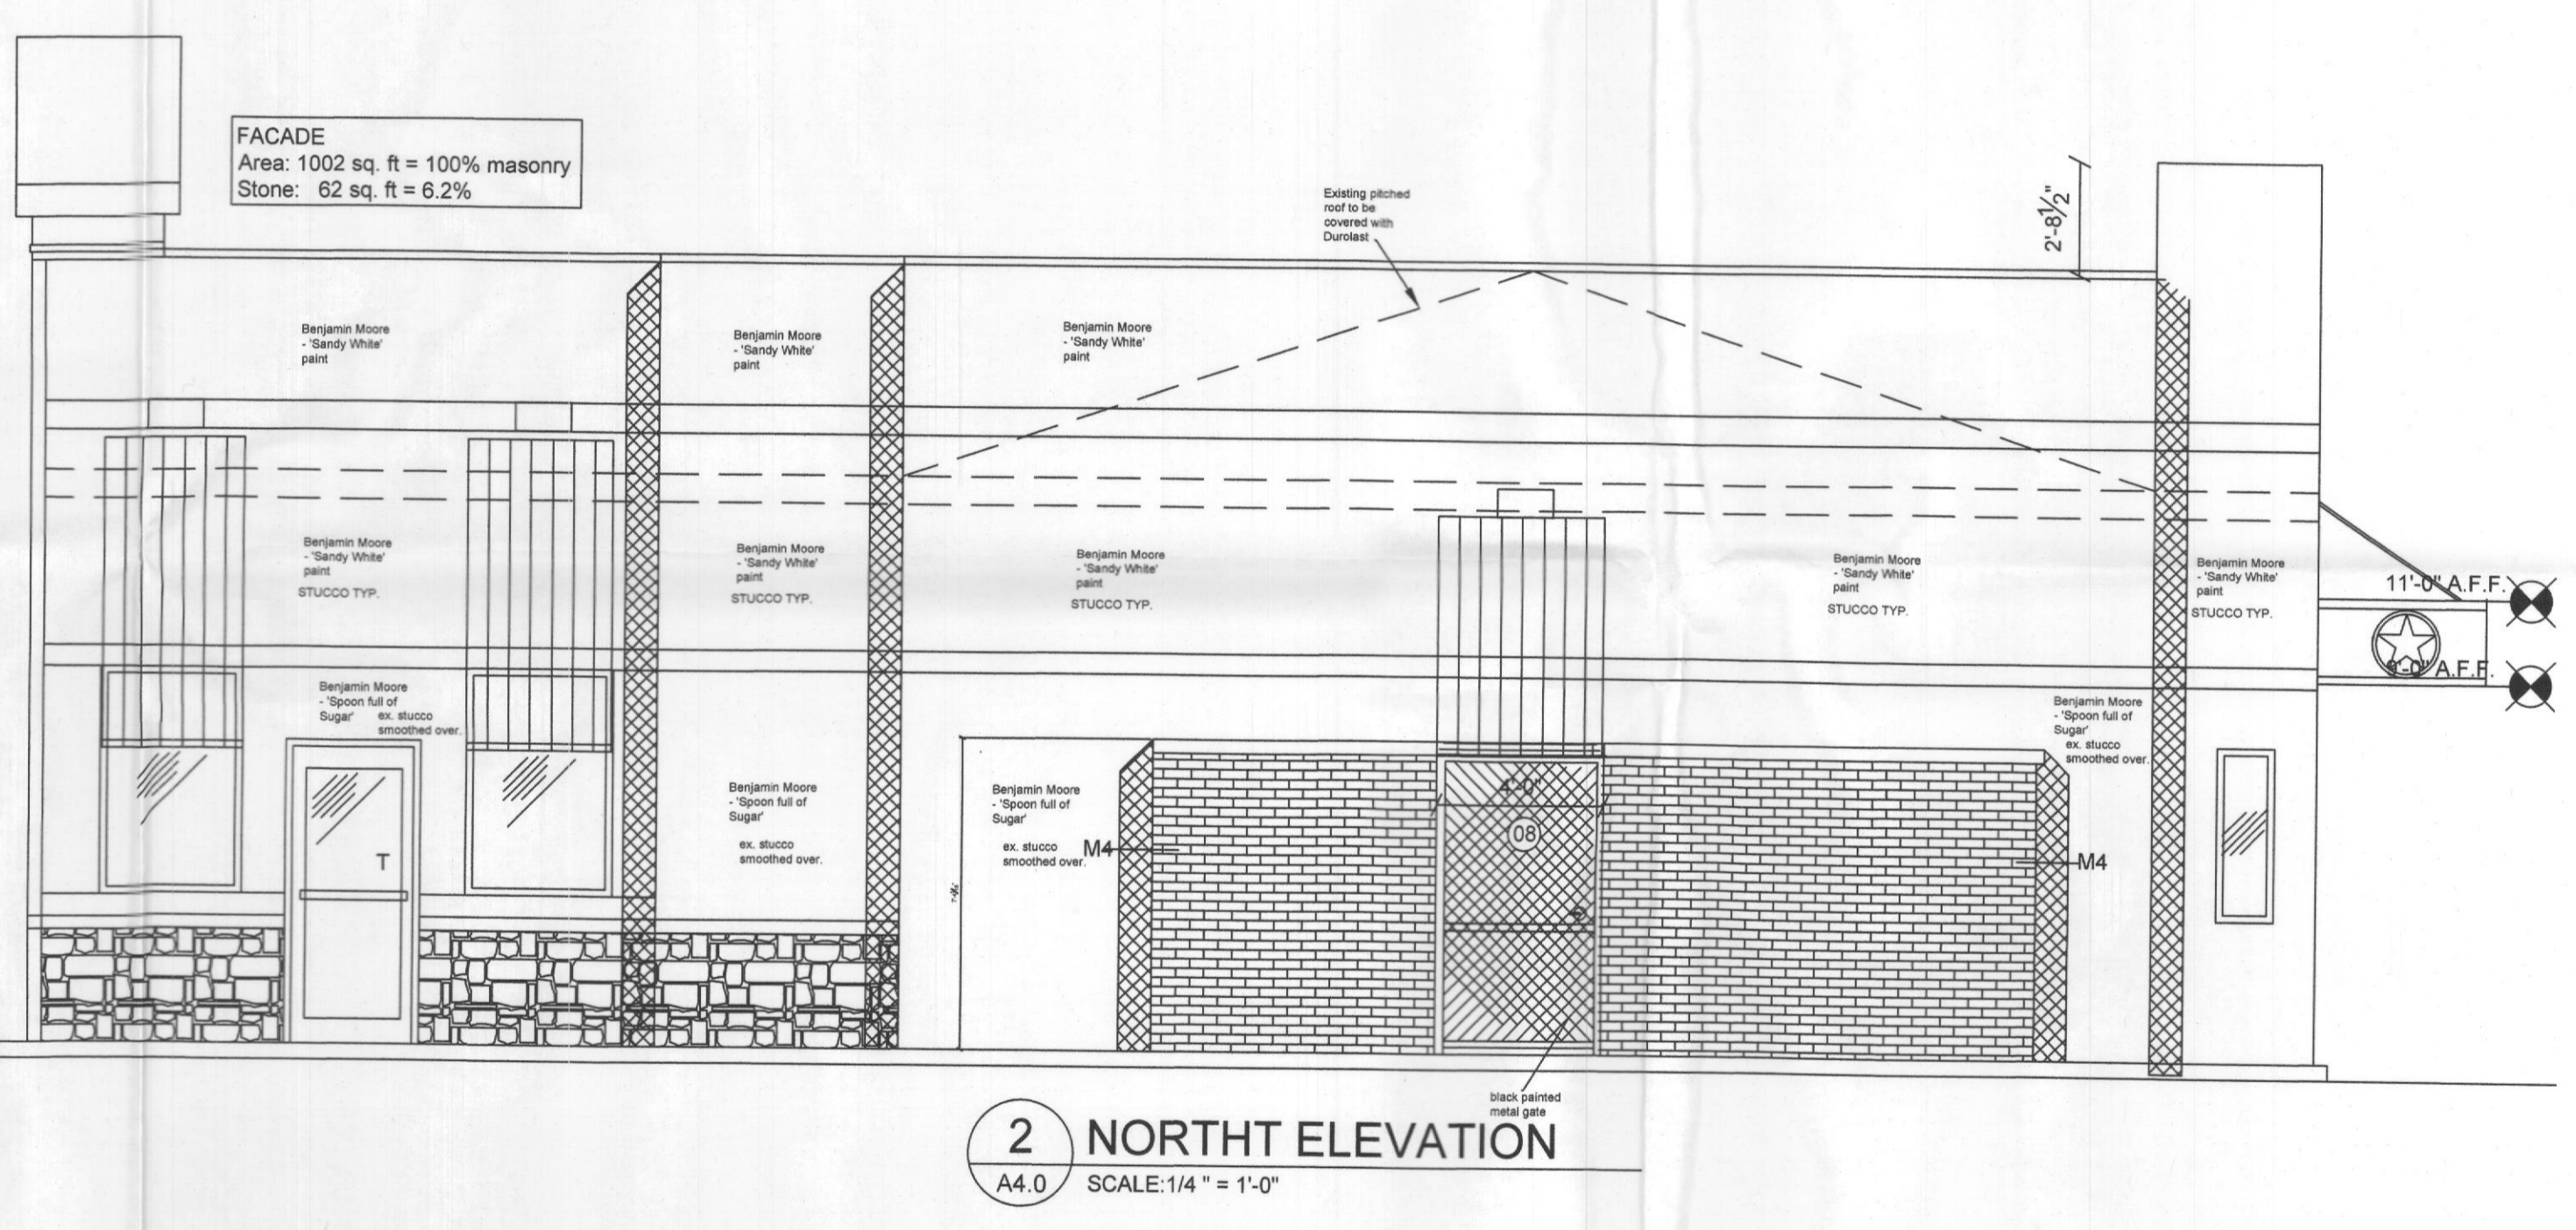 FACADE
Area: 1002 sq. ft = 100% masonry
Stone: 62 sq. ft = 6.2%
Existing pitched
roof to be
covered with
Durolast
2'-8½"
Benjamin Moore
- 'Sandy White'
paint
Benjamin Moore
- 'Sandy White'
paint
Benjamin Moore
- 'Sandy White'
paint
Benjamin Moore
- 'Sandy White'
paint
STUCCO TYP.
Benjamin Moore
- 'Sandy White'
paint
STUCCO TYP.
Benjamin Moore
- 'Sandy White'
paint
STUCCO TYP.
Benjamin Moore
- 'Sandy White'
paint
STUCCO TYP.
Benjamin Moore
- 'Sandy White'
paint
STUCCO TYP.
11'-0" A.F.F.
9'-0" A.F.F.
Benjamin Moore
- 'Spoon full of
Sugar'
ex. stucco
smoothed over.
T
Benjamin Moore
- 'Spoon full of
Sugar'
ex. stucco
smoothed over.
Benjamin Moore
- 'Spoon full of
Sugar'
ex. stucco
smoothed over.
M4
4'-0"
08
Benjamin Moore
- 'Spoon full of
Sugar'
ex. stucco
smoothed over.
M4
black painted
metal gate
2
A4.0
NORTHT ELEVATION
SCALE:1/4 " = 1'-0"